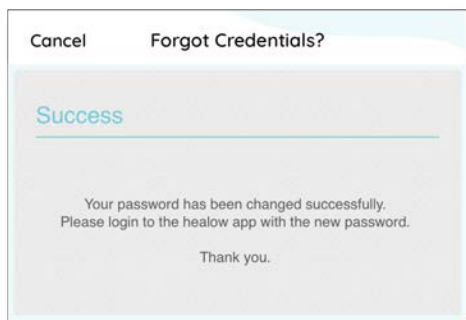 Cancel Forgot Credentials?
Success
Your password has been changed successfully.
Please login to the healow app with the new password.
Thank you.